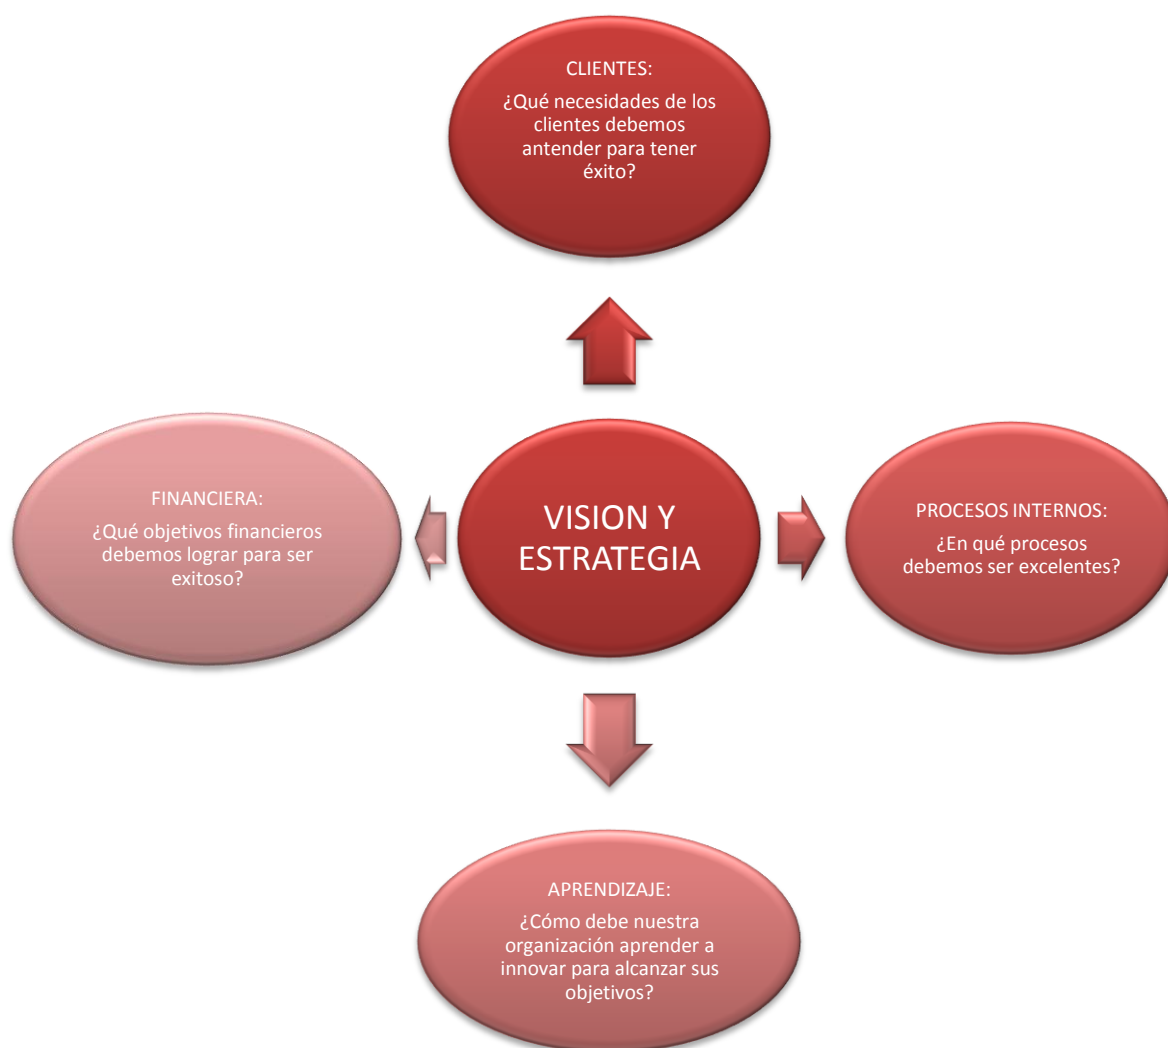 CLIENTES:
¿Qué necesidades de los
clientes debemos
antender para tener
éxito?
FINANCIERA:
¿Qué objetivos financieros
debemos lograr para ser
exitoso?
VISION Y
ESTRATEGIA
PROCESOS INTERNOS:
¿En qué procesos
debemos ser excelentes?
APRENDIZAJE:
¿Cómo debe nuestra
organización aprender a
innovar para alcanzar sus
objetivos?